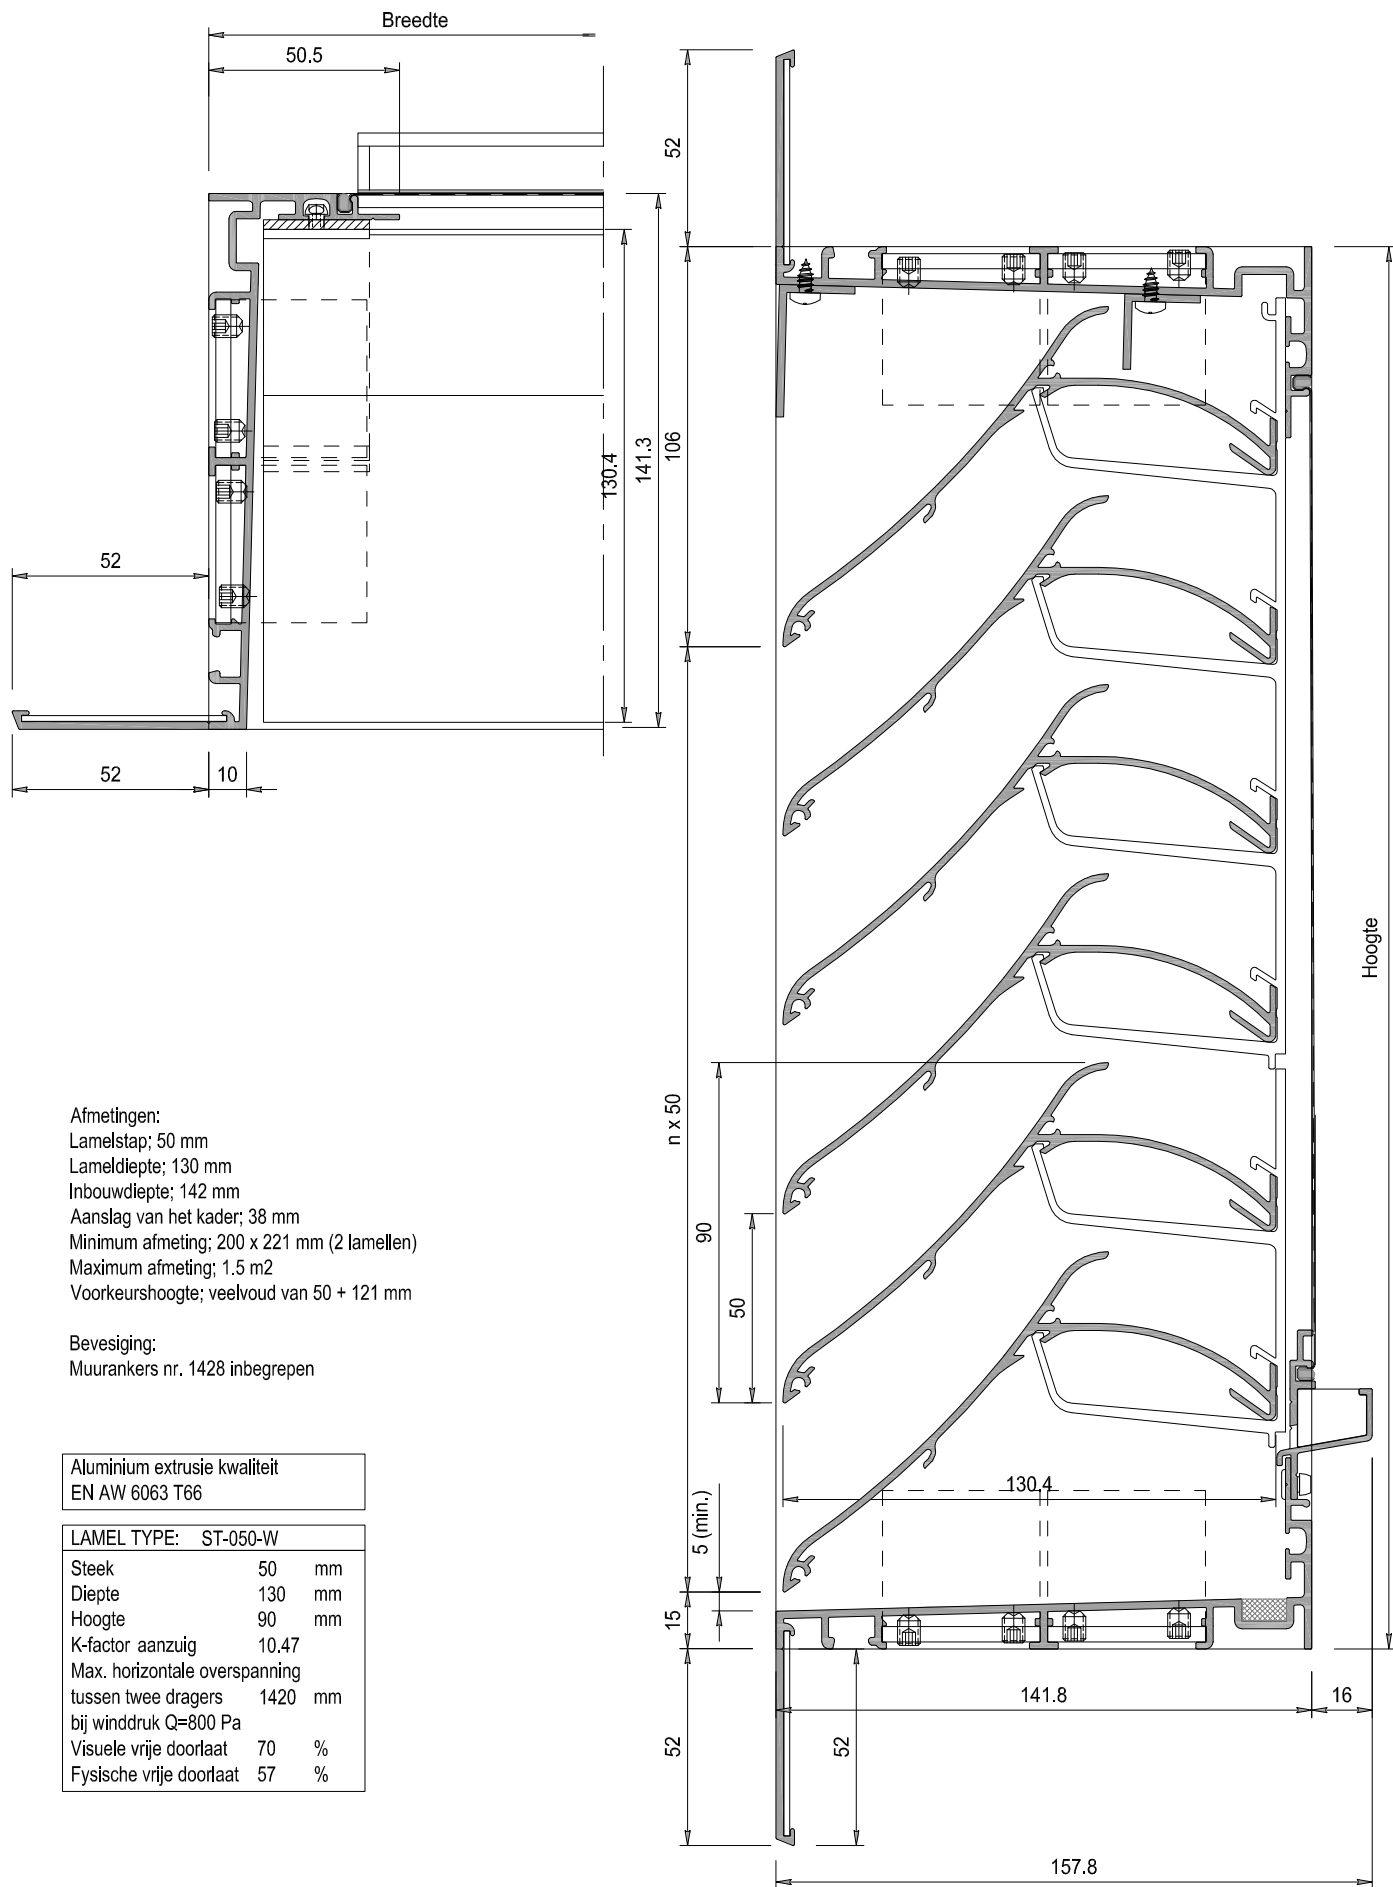 Breedte
50.5
52
141.3
130.4
106
52
52
10
Hoogte
n x 50
90
50
Afmetingen:
Lamelstap; 50 mm
Lameldiepte; 130 mm
Inbouwdiepte; 142 mm
Aanslag van het kader; 38 mm
Minimum afmeting; 200 x 221 mm (2 lamellen)
Maximum afmeting; 1.5 m2
Voorkeurshoogte; veelvoud van 50 + 121 mm
Bevesiging:
Muurankers nr. 1428 inbegrepen
Aluminium extrusie kwaliteit
EN AW 6063 T66
LAMEL TYPE: ST-050-W
Steek 50 mm
Diepte 130 mm
Hoogte 90 mm
K-factor aanzuig 10.47
Max. horizontale overspanning
tussen twee dragers 1420 mm
bij winddruk Q=800 Pa
Visuele vrije doorlaat 70 %
Fysische vrije doorlaat 57 %
130.4
5 (min.)
15
141.8
16
52
52
157.8